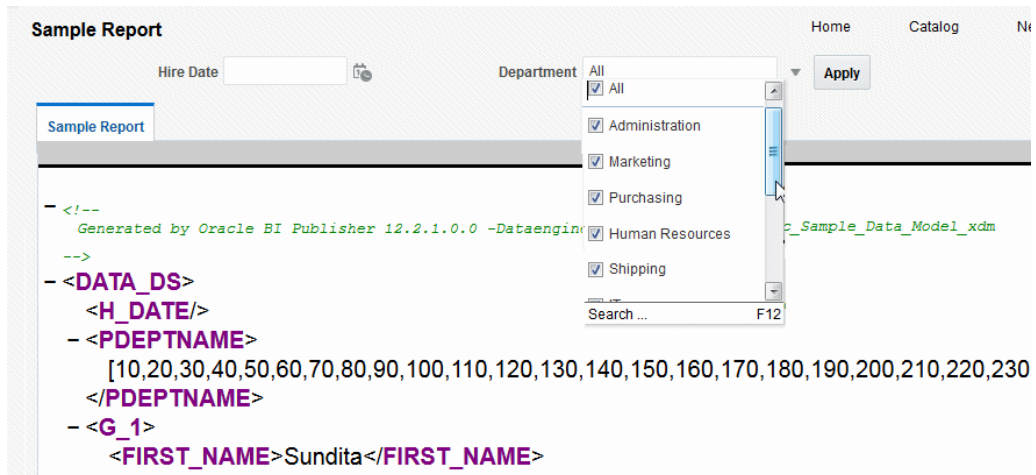 Sample Report
Home Catalog
Hire Date
Department All
Apply
All
Sample Report
Administration
Marketing
Purchasing
Human Resources
Shipping
Search ... F12
− <!--
Generated by Oracle BI Publisher 12.2.1.0.0 -Dataengin c_Sample_Data_Model_xdm
-->
− <DATA_DS>
<H_DATE/>
− <PDEPTNAME>
[10,20,30,40,50,60,70,80,90,100,110,120,130,140,150,160,170,180,190,200,210,220,230
</PDEPTNAME>
− <G_1>
<FIRST_NAME>Sundita</FIRST_NAME>